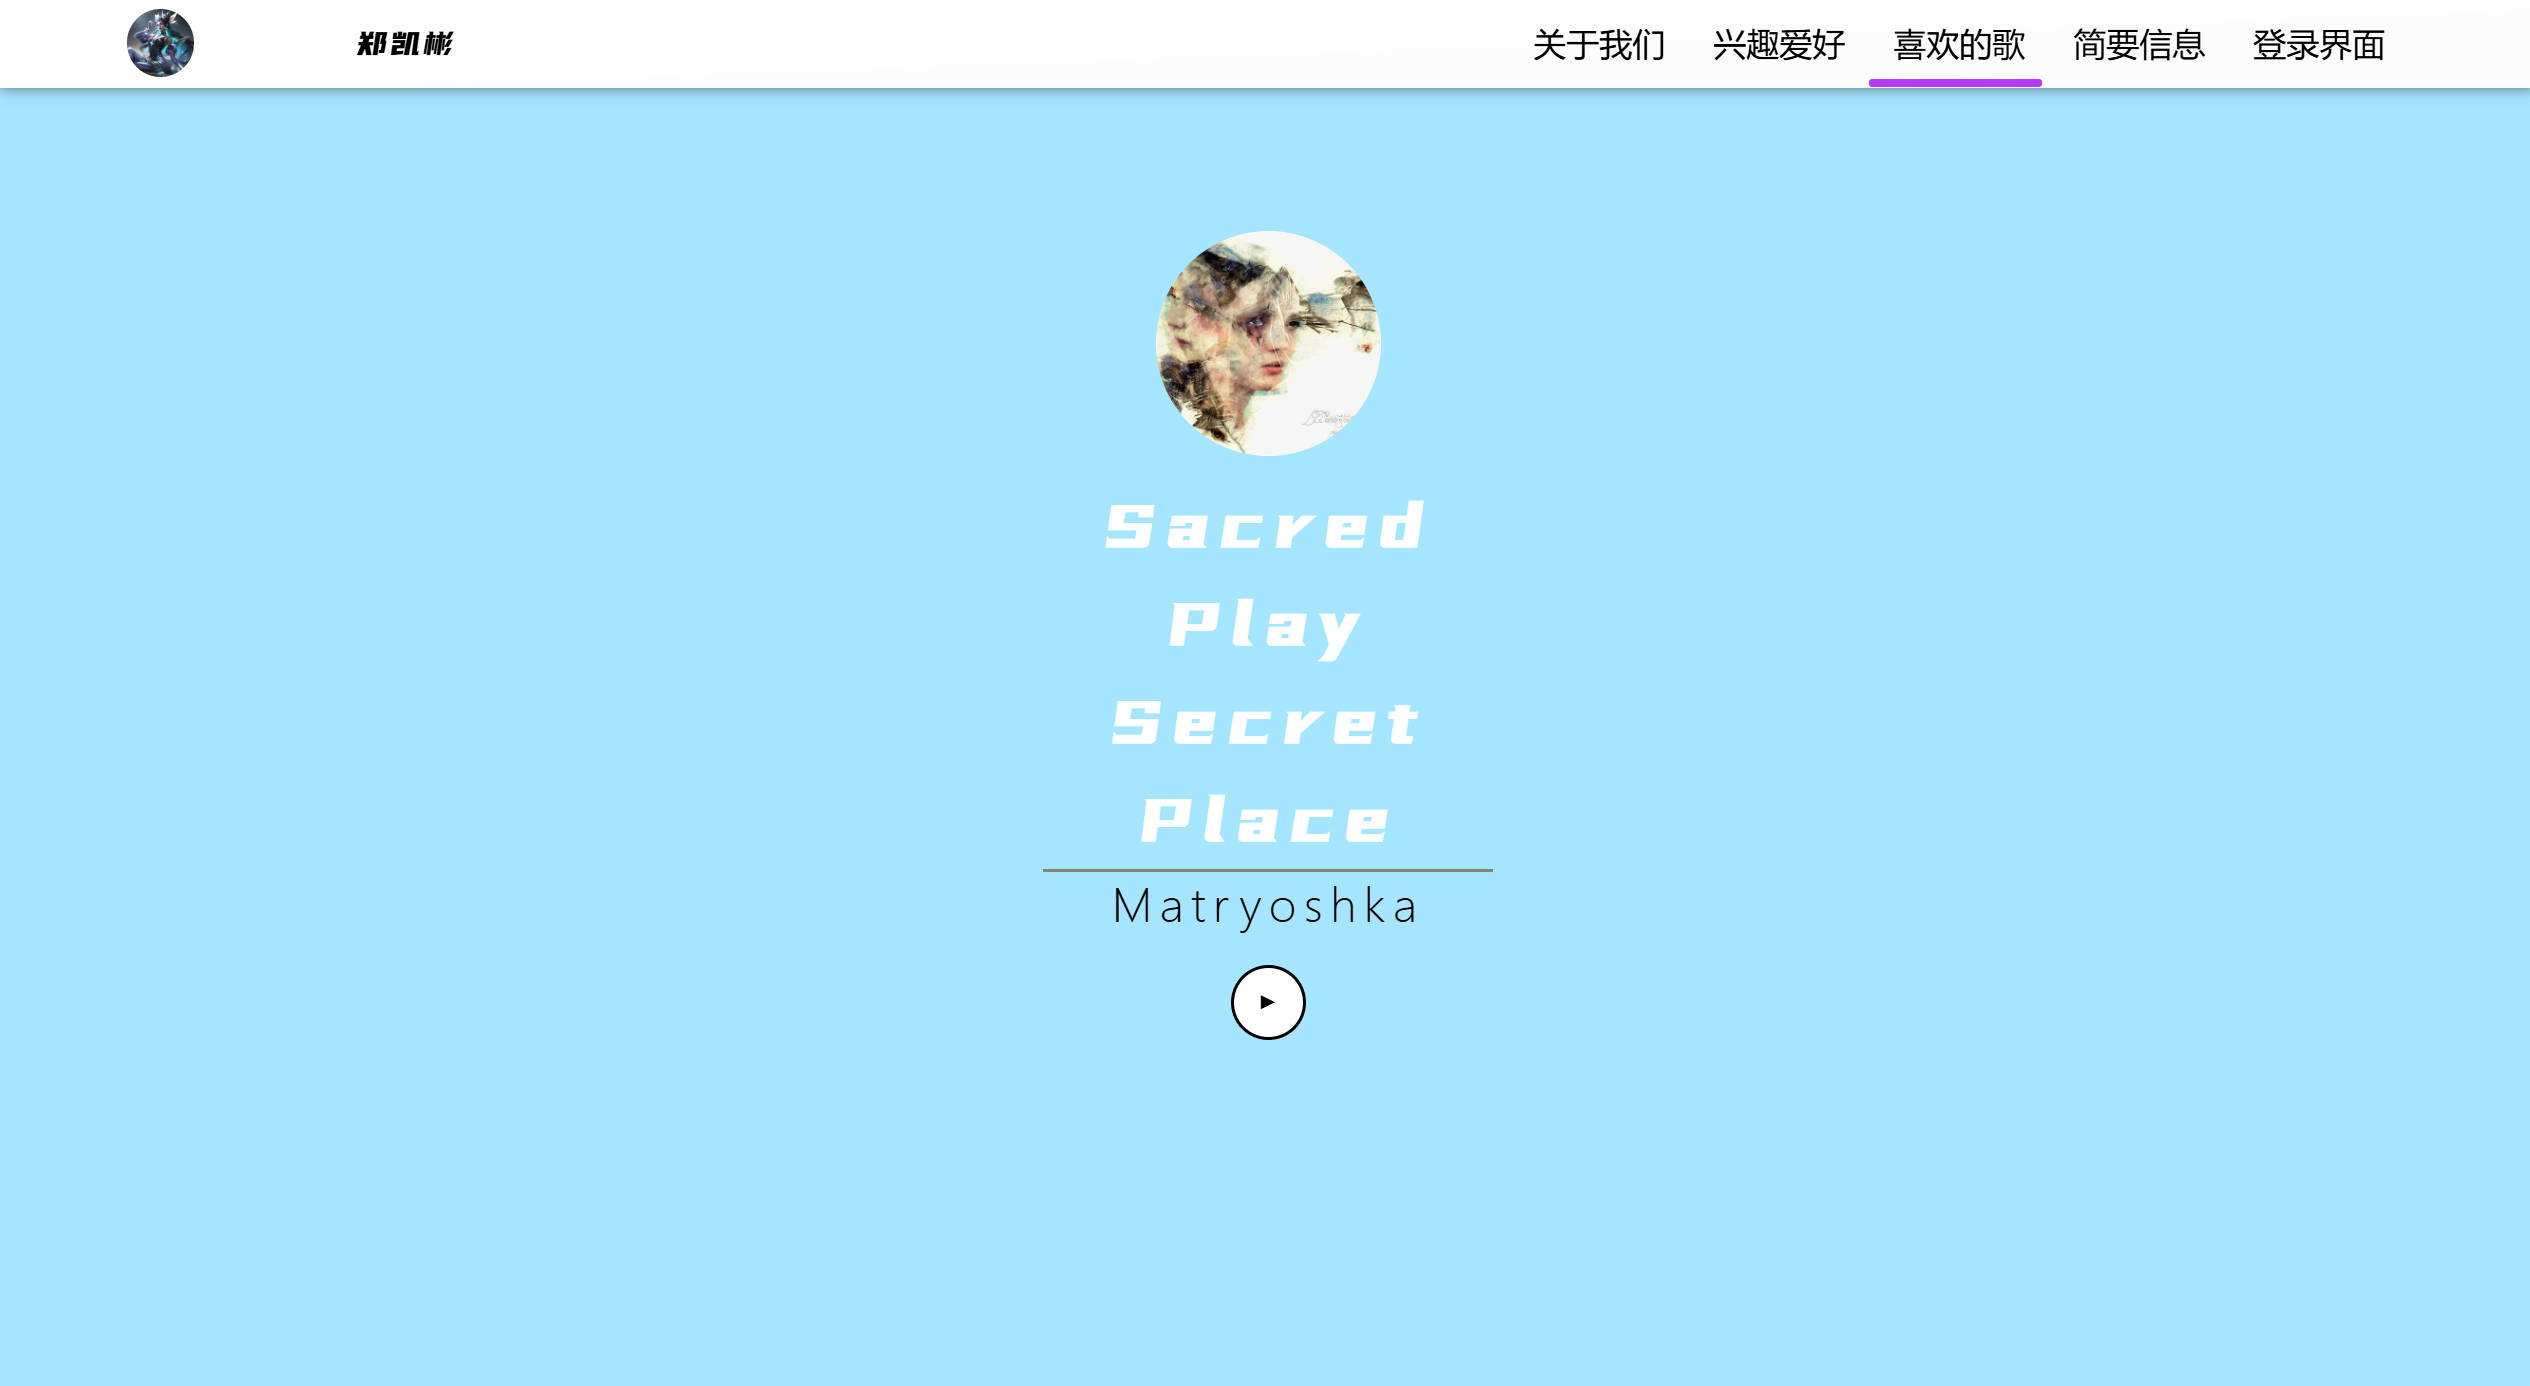 郑凯彬
关于我们 兴趣爱好 喜欢的歌 简要信息 登录界面
Sacred
Play
Secret
Place
Matryoshka